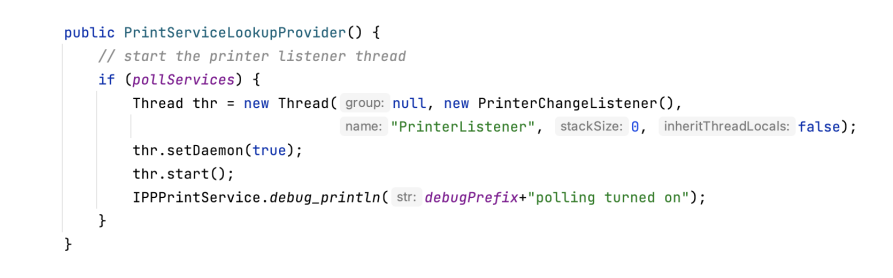 public PrintServiceLookupProvider() {
// start the printer listener thread
if (pollServices) {
Thread thr = new Thread( group: null, new PrinterChangeListener(),
name: "PrinterListener", stackSize: 0, inheritThreadLocals: false);
thr.setDaemon(true);
thr.start();
IPPPrintService.debug_println( str: debugPrefix+"polling turned on");
}
}